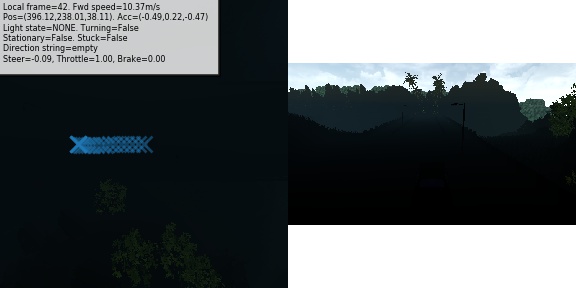 Local frame=42. Fwd speed=10.37m/s
Pos=(396.12,238.01,38.11). Acc=(-0.49,0.22,-0.47)
Light state=NONE. Turning=False
Stationary=False. Stuck=False
Direction string=empty
Steer=-0.09, Throttle=1.00, Brake=0.00